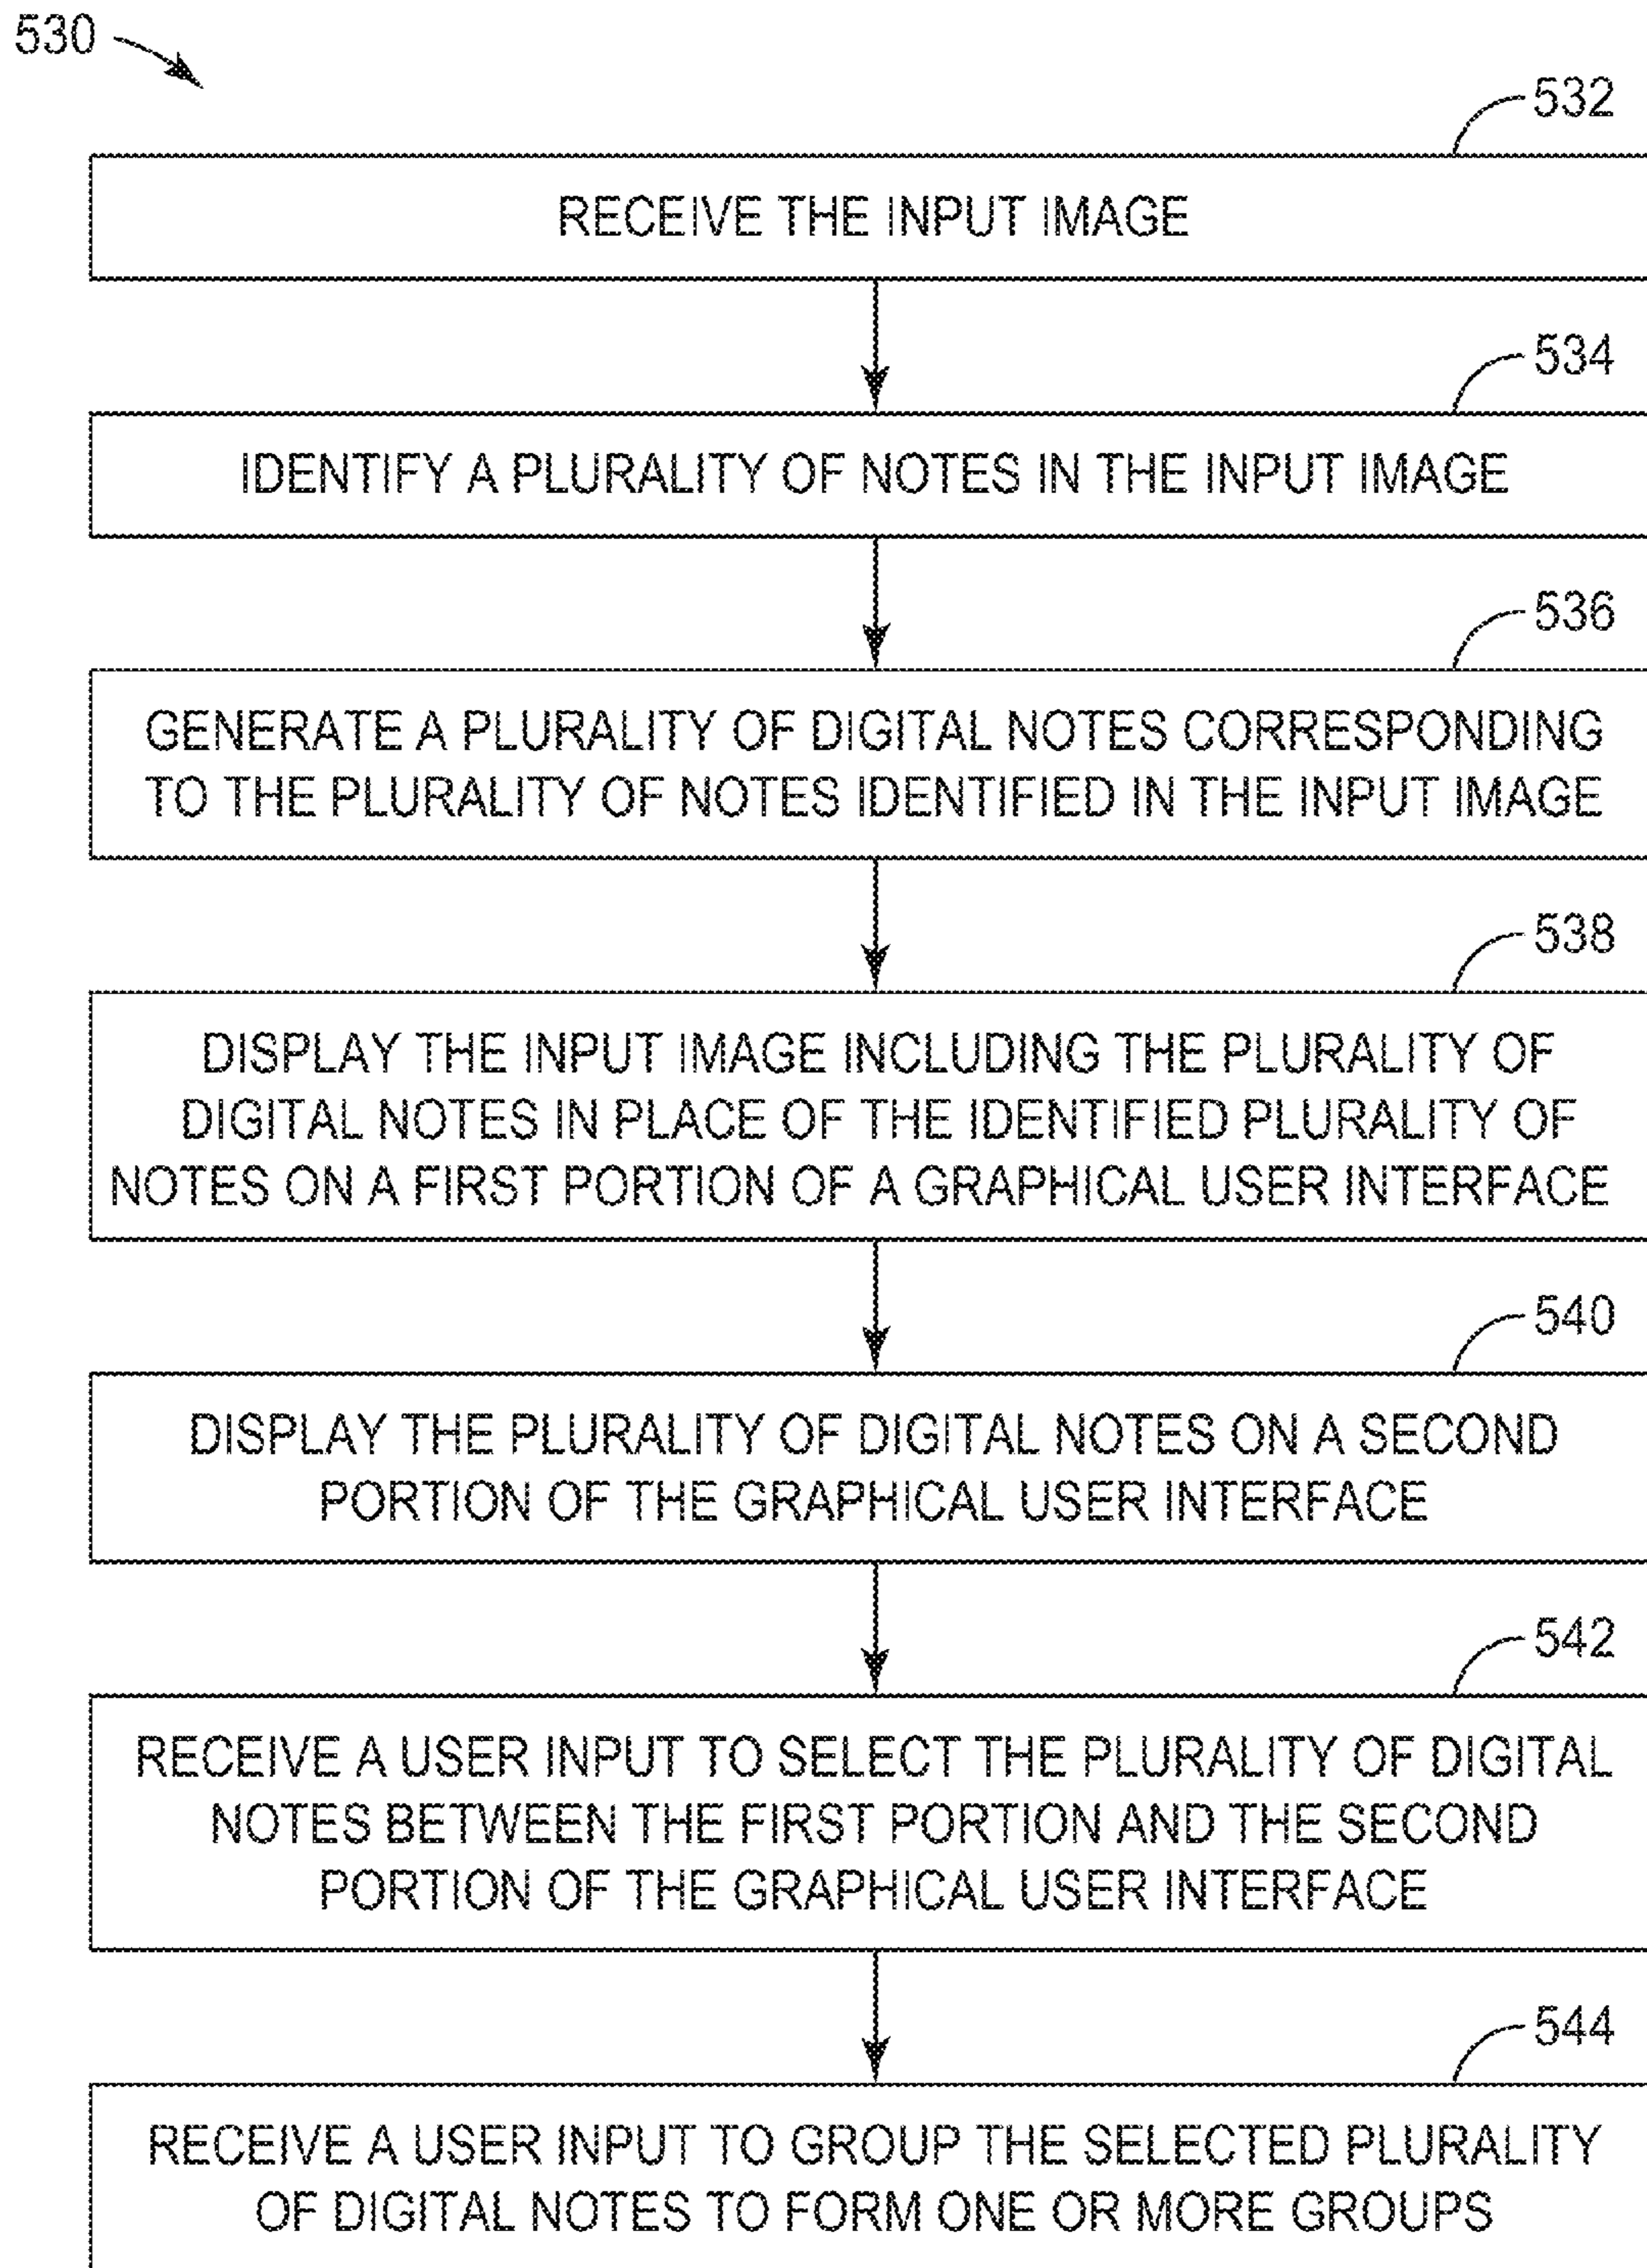 530
532
RECEIVE THE INPUT IMAGE
534
IDENTIFY A PLURALITY OF NOTES IN THE INPUT IMAGE
536
GENERATE A PLURALITY OF DIGITAL NOTES CORRESPONDING
TO THE PLURALITY OF NOTES IDENTIFIED IN THE INPUT IMAGE
538
DISPLAY THE INPUT IMAGE INCLUDING THE PLURALITY OF
DIGITAL NOTES IN PLACE OF THE IDENTIFIED PLURALITY OF
NOTES ON A FIRST PORTION OF A GRAPHICAL USER INTERFACE
540
DISPLAY THE PLURALITY OF DIGITAL NOTES ON A SECOND
PORTION OF THE GRAPHICAL USER INTERFACE
542
RECEIVE A USER INPUT TO SELECT THE PLURALITY OF DIGITAL
NOTES BETWEEN THE FIRST PORTION AND THE SECOND
PORTION OF THE GRAPHICAL USER INTERFACE
544
RECEIVE A USER INPUT TO GROUP THE SELECTED PLURALITY
OF DIGITAL NOTES TO FORM ONE OR MORE GROUPS